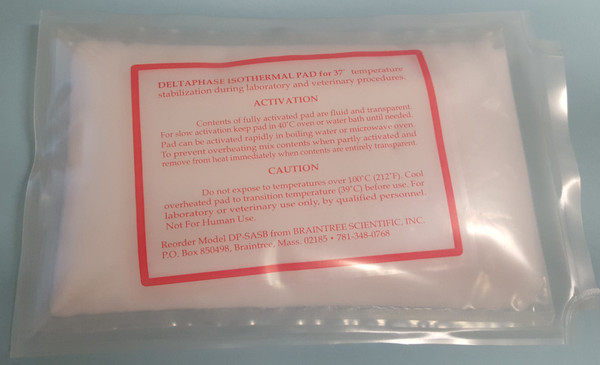 DELTAPHASE ISOTHERMAL PAD for 37° temperature
stabilization during laboratory and veterinary procedures.
ACTIVATION
Contents of fully activated pad are fluid and transparent.
For slow activation keep pad in 40°C oven or water bath until needed.
Pad can be activated rapidly in boiling water or microwave oven.
To prevent overheating mix contents when partly activated and
remove from heat immediately when contents are entirely transparent.
CAUTION
Do not expose to temperatures over 100°C (212°F). Cool
overheated pad to transition temperature (39°C) before use. For
laboratory or veterinary use only, by qualified personnel.
Not For Human Use.
Reorder Model DP-SASB from BRAINTREE SCIENTIFIC, INC.
P.O. Box 850498, Braintree, Mass. 02185 • 781-348-0768